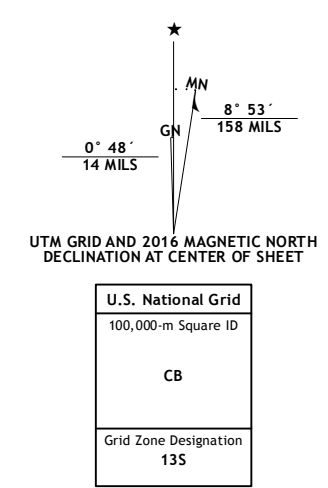 ★
MN
GN
8° 53´
158 MILS
0° 48´
14 MILS
UTM GRID AND 2016 MAGNETIC NORTH
DECLINATION AT CENTER OF SHEET
U.S. National Grid
100,000-m Square ID
CB
Grid Zone Designation
13S